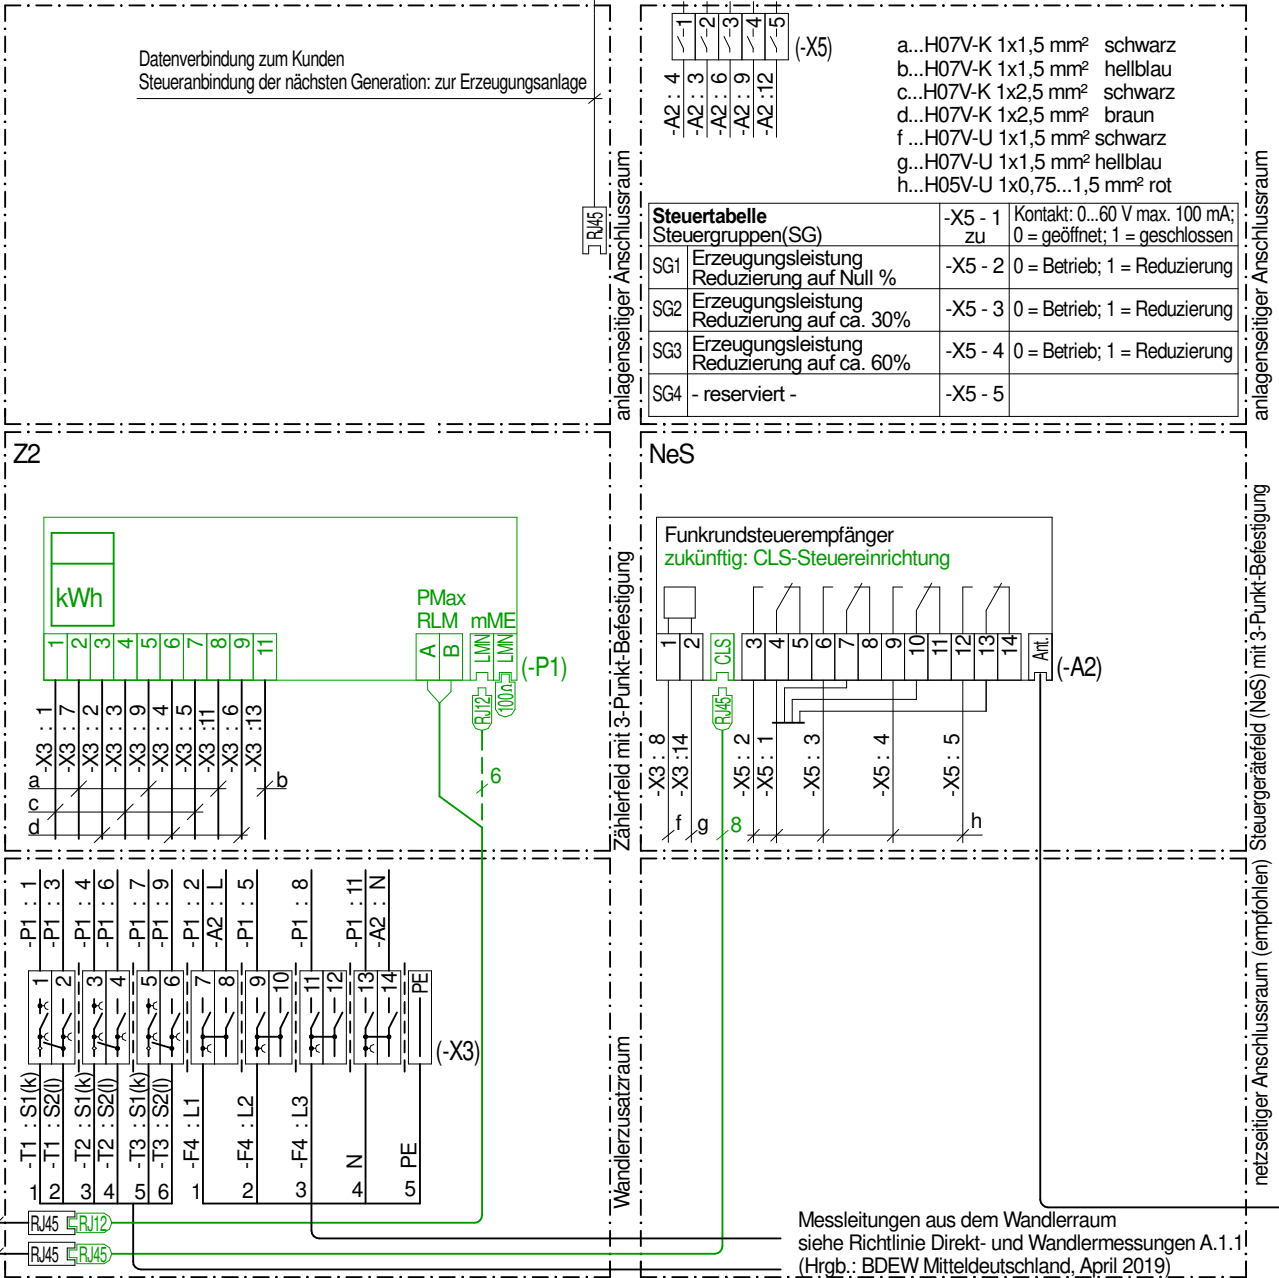 Datenverbindung zum Kunden
Steueranbindung der nächsten Generation: zur Erzeugungsanlage
RJ45
anlagenseitiger Anschlussraum
1 2 3 4 5
(-X5)
-A2 : 4
-A2 : 3
-A2 : 6
-A2 : 9
-A2 :12
a...H07V-K 1x1,5 mm² schwarz
b...H07V-K 1x1,5 mm² hellblau
c...H07V-K 1x2,5 mm² schwarz
d...H07V-K 1x2,5 mm² braun
f ...H07V-U 1x1,5 mm² schwarz
g...H07V-U 1x1,5 mm² hellblau
h...H05V-U 1x0,75...1,5 mm² rot
Steuertabelle
Steuergruppen(SG)
-X5 - 1
zu
Kontakt: 0...60 V max. 100 mA;
0 = geöffnet; 1 = geschlossen
SG1 Erzeugungsleistung
Reduzierung auf Null %
-X5 - 2 0 = Betrieb; 1 = Reduzierung
SG2 Erzeugungsleistung
Reduzierung auf ca. 30%
-X5 - 3 0 = Betrieb; 1 = Reduzierung
SG3 Erzeugungsleistung
Reduzierung auf ca. 60%
-X5 - 4 0 = Betrieb; 1 = Reduzierung
SG4 - reserviert - -X5 - 5
anlagenseitiger Anschlussraum
Z2
kWh
PMax
RLM mME
1 2 3 4 5 6 7 8 9 11
A B LMN LMN
(-P1)
RJ12 100Ω
-X3 : 1
-X3 : 7
-X3 : 2
-X3 : 3
-X3 : 9
-X3 : 4
-X3 : 5
-X3 :11
-X3 : 6
-X3 :13
6
a
b
c
d
Zählerfeld mit 3-Punkt-Befestigung
NeS
Funkrundsteuerempfänger
zukünftig: CLS-Steuereinrichtung
1 2 CLS 3 4 5 6 7 8 9 10 11 12 13 14 Ant.
(-A2)
RJ45
-X3 : 8
-X3 :14
-X5 : 2
-X5 : 1
-X5 : 3
-X5 : 4
-X5 : 5
f g 8 h
Steuergerätefeld (NeS) mit 3-Punkt-Befestigung
-P1 : 1
-P1 : 3
-P1 : 4
-P1 : 6
-P1 : 7
-P1 : 9
-P1 : 2
-A2 : L
-P1 : 5
-P1 : 8
-P1 : 11
-A2 : N
1 2 3 4 5 6 7 8 9 10 11 12 13 14 PE
(-X3)
-T1 : S1(k)
-T1 : S2(l)
-T2 : S1(k)
-T2 : S2(l)
-T3 : S1(k)
-T3 : S2(l)
-F4 : L1
-F4 : L2
-F4 : L3
N
PE
1 2 3 4 5 6 1 2 3 4 5
RJ45 RJ12
RJ45 RJ45
Wandlerzusatzraum
Messleitungen aus dem Wandlerraum
siehe Richtlinie Direkt- und Wandlermessungen A.1.1
(Hrgb.: BDEW Mitteldeutschland, April 2019)
netzseitiger Anschlussraum (empfohlen)